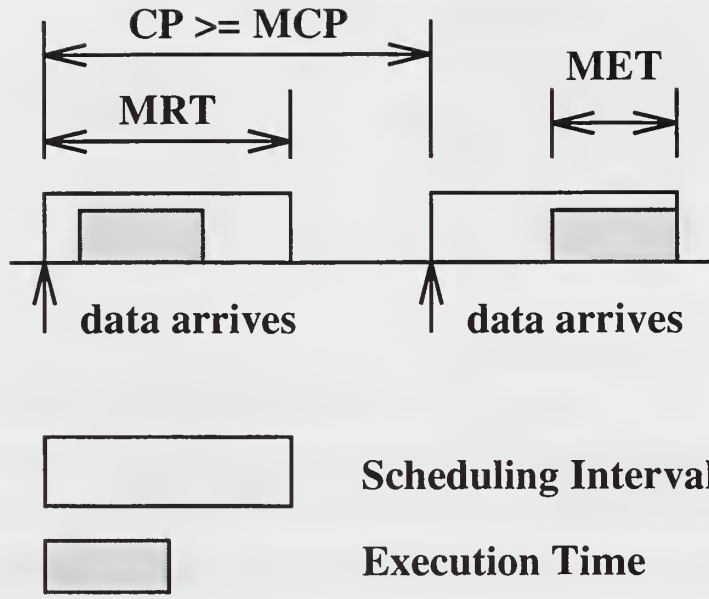 CP >= MCP
MET
MRT
data arrives
data arrives
Scheduling Interval
Execution Time